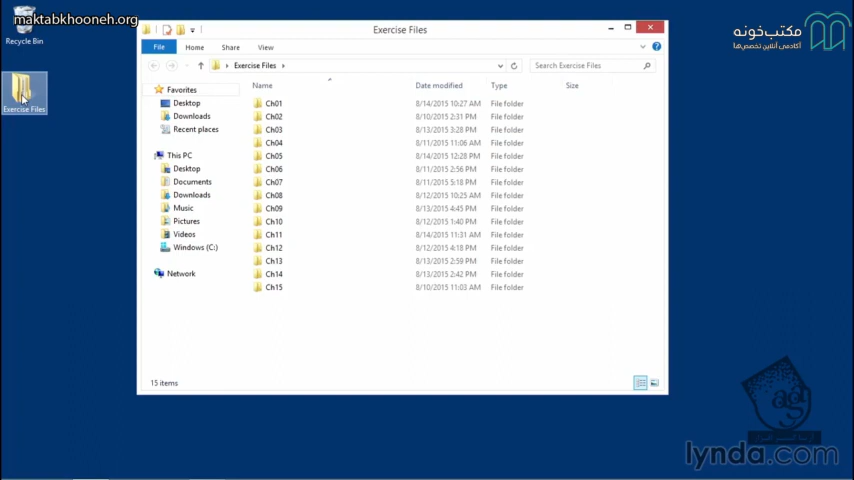 maktabkhooneh.org
Recycle Bin
Exercise Files
مکتب‌خونه
آکادمی آنلاین تخصص‌ها
Exercise Files
File Home Share View
Exercise Files
Search Exercise Files
Name Date modified Type Size
Favorites
Desktop
Downloads
Recent places
This PC
Desktop
Documents
Downloads
Music
Pictures
Videos
Windows (C:)
Network
Ch01 8/14/2015 10:27 AM File folder
Ch02 8/10/2015 2:31 PM File folder
Ch03 8/13/2015 3:28 PM File folder
Ch04 8/11/2015 11:06 AM File folder
Ch05 8/14/2015 12:28 PM File folder
Ch06 8/11/2015 2:56 PM File folder
Ch07 8/11/2015 5:18 PM File folder
Ch08 8/12/2015 10:25 AM File folder
Ch09 8/13/2015 4:45 PM File folder
Ch10 8/12/2015 1:40 PM File folder
Ch11 8/14/2015 11:31 AM File folder
Ch12 8/12/2015 4:18 PM File folder
Ch13 8/13/2015 2:59 PM File folder
Ch14 8/13/2015 2:42 PM File folder
Ch15 8/10/2015 11:03 AM File folder
15 items
lynda.com